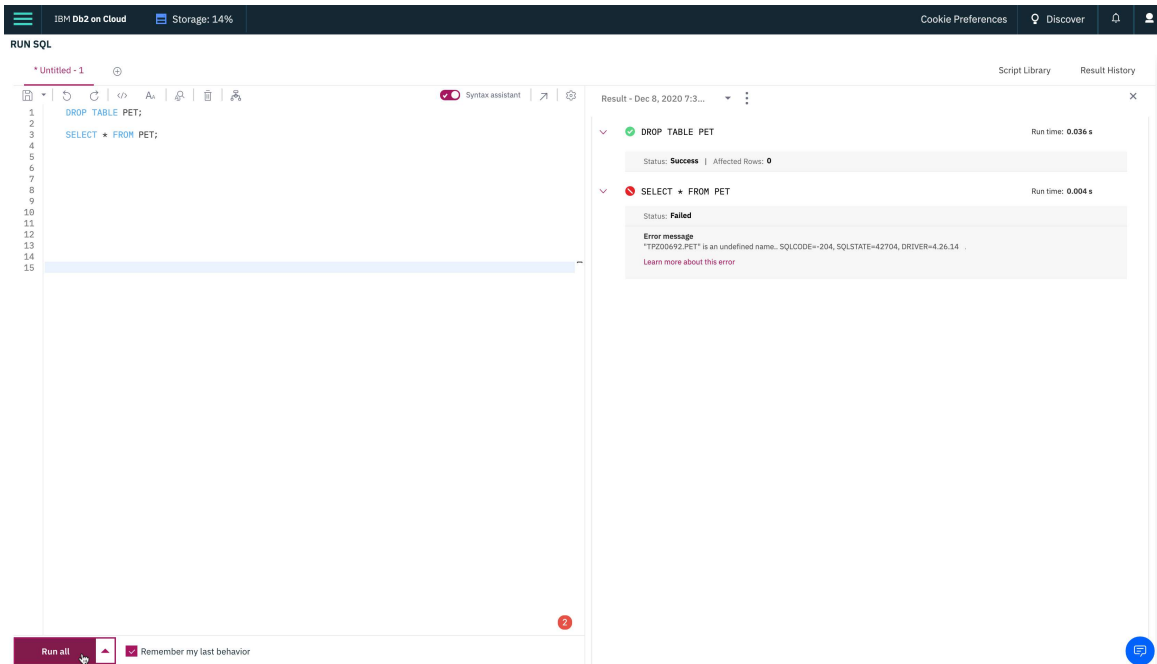 IBM Db2 on Cloud
Storage: 14%
Cookie Preferences
Discover
RUN SQL
* Untitled - 1
Script Library
Result History
Syntax assistant
Result - Dec 8, 2020 7:3...
1 DROP TABLE PET;
2
3 SELECT * FROM PET;
4
5
6
7
8
9
10
11
12
13
14
15
DROP TABLE PET
Run time: 0.036 s
Status: Success | Affected Rows: 0
SELECT * FROM PET
Run time: 0.004 s
Status: Failed
Error message
"TPZ00692.PET" is an undefined name.. SQLCODE=-204, SQLSTATE=42704, DRIVER=4.26.14 .
Learn more about this error
2
Run all
Remember my last behavior